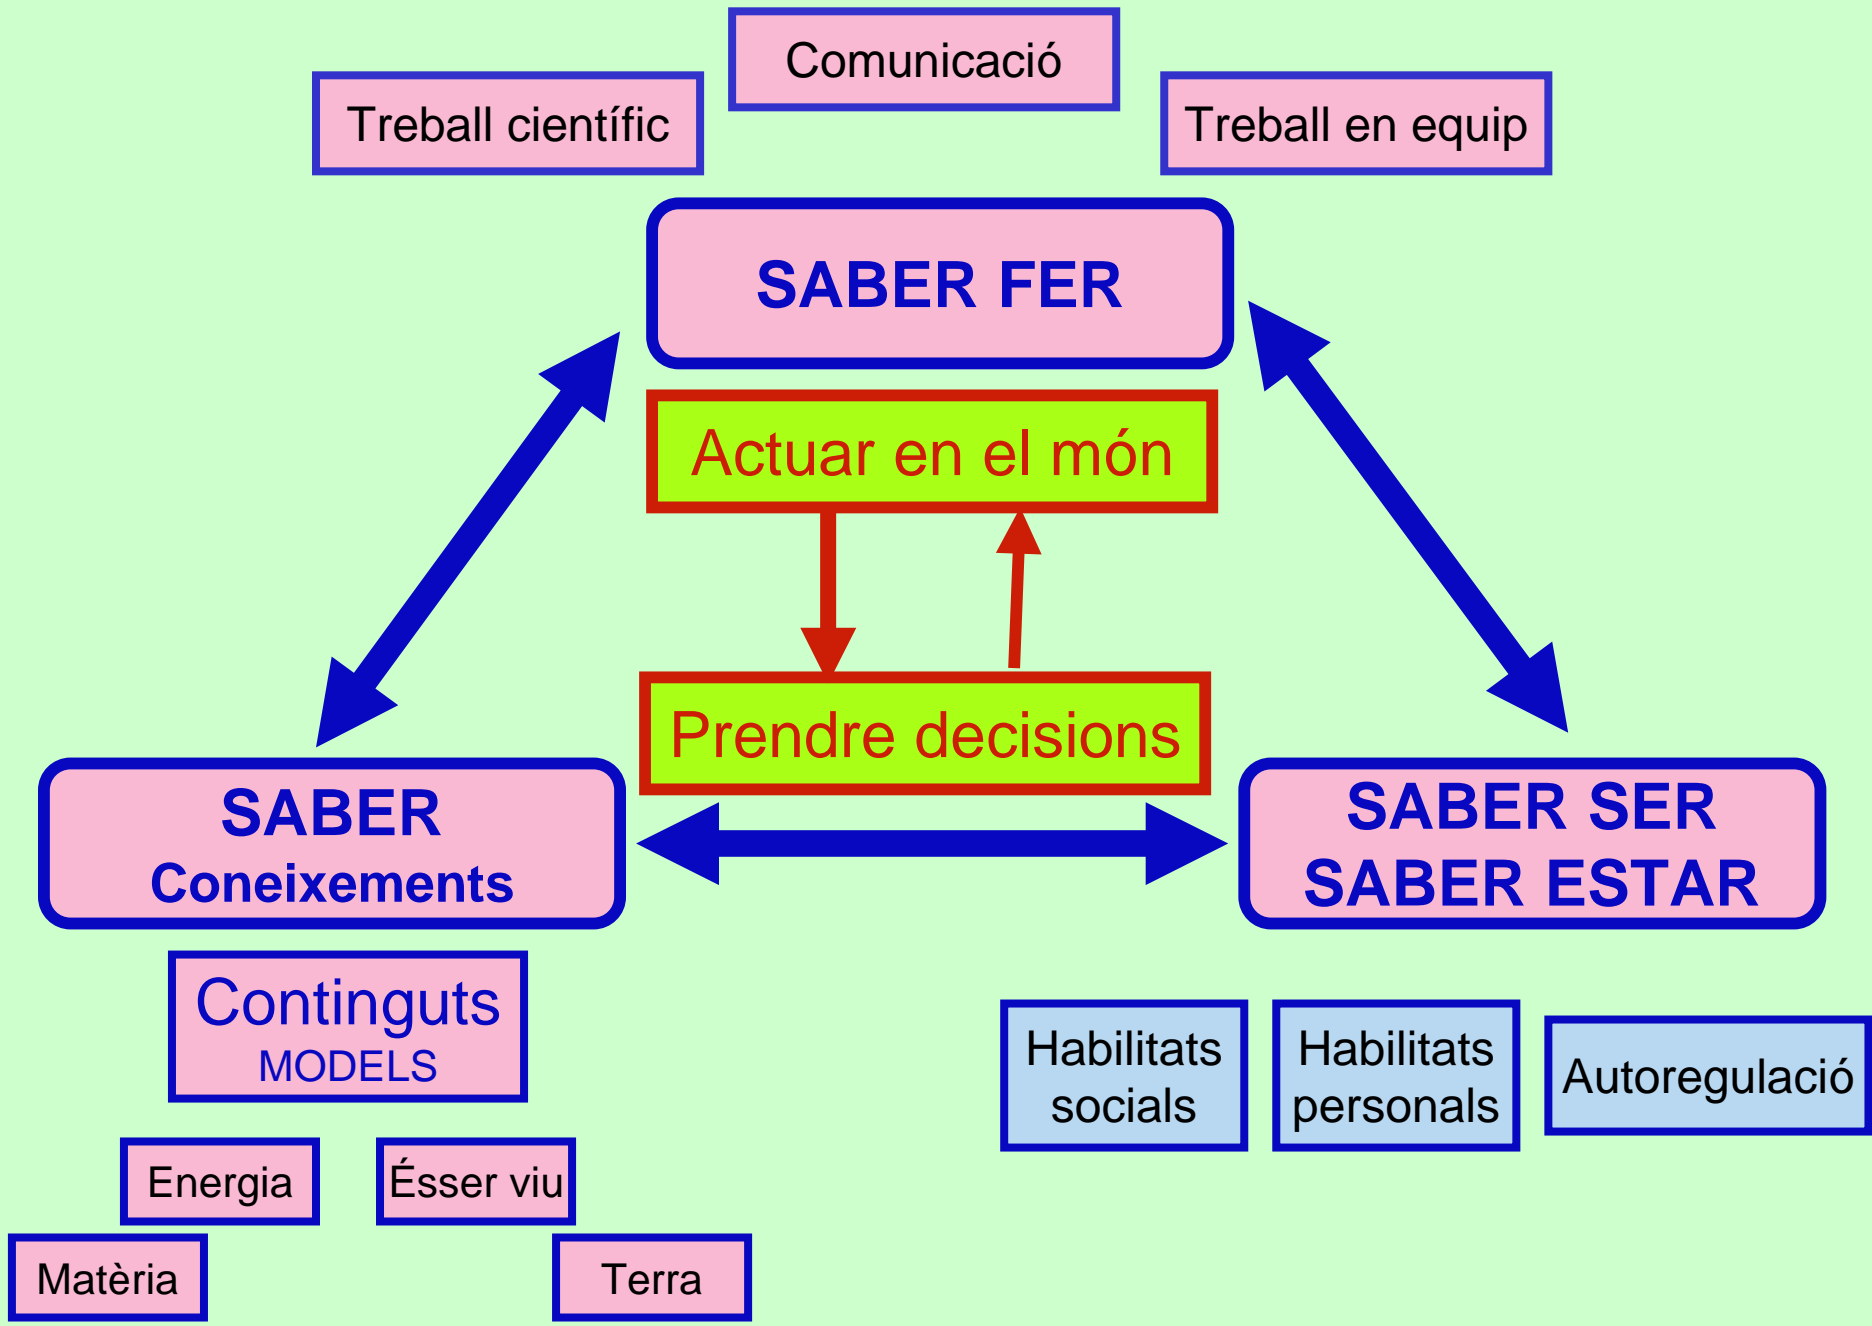 Comunicació
Treball científic
Treball en equip
SABER FER
Actuar en el món
Prendre decisions
SABER
Coneixements
SABER SER
SABER ESTAR
Continguts
MODELS
Habilitats
socials
Habilitats
personals
Autoregulació
Energia
Ésser viu
Matèria
Terra